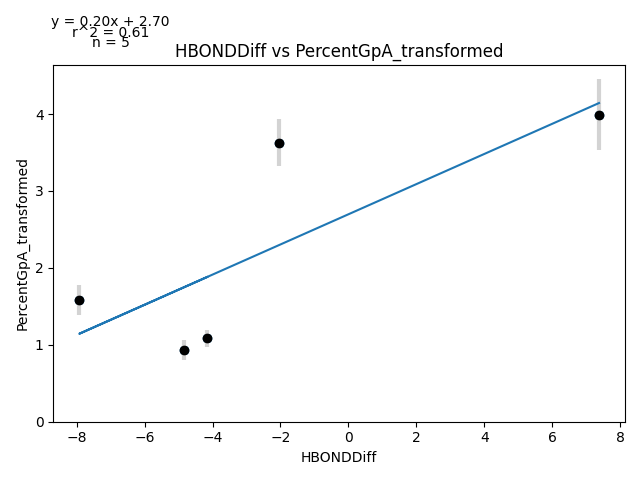 y = 0.20x + 2.70
r^2 = 0.61
n = 5
HBONDDiff vs PercentGpA_transformed
PercentGpA_transformed
4
3
2
1
0
−8 −6 −4 −2 0 2 4 6 8
HBONDDiff